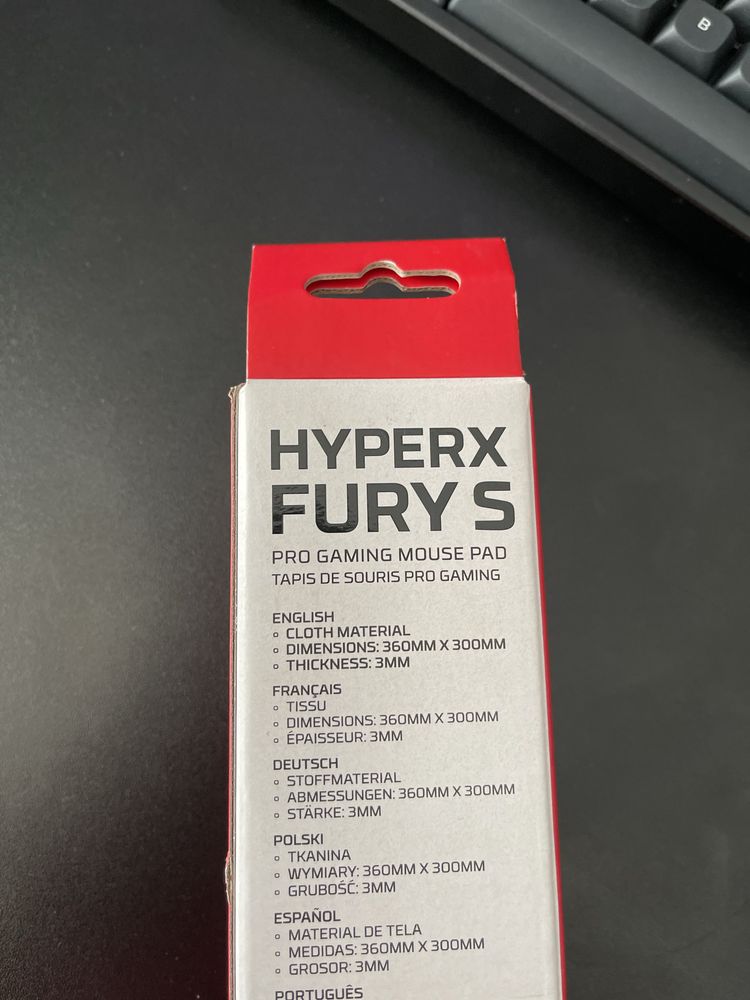 B
HYPERX
FURY S
PRO GAMING MOUSE PAD
TAPIS DE SOURIS PRO GAMING
ENGLISH
CLOTH MATERIAL
DIMENSIONS: 360MM X 300MM
THICKNESS: 3MM
FRANÇAIS
TISSU
DIMENSIONS: 360MM X 300MM
ÉPAISSEUR: 3MM
DEUTSCH
STOFFMATERIAL
ABMESSUNGEN: 360MM X 300MM
STÄRKE: 3MM
POLSKI
TKANINA
WYMIARY: 360MM X 300MM
GRUBOŚĆ: 3MM
ESPAÑOL
MATERIAL DE TELA
MEDIDAS: 360MM X 300MM
GROSOR: 3MM
PORTUGUÊS